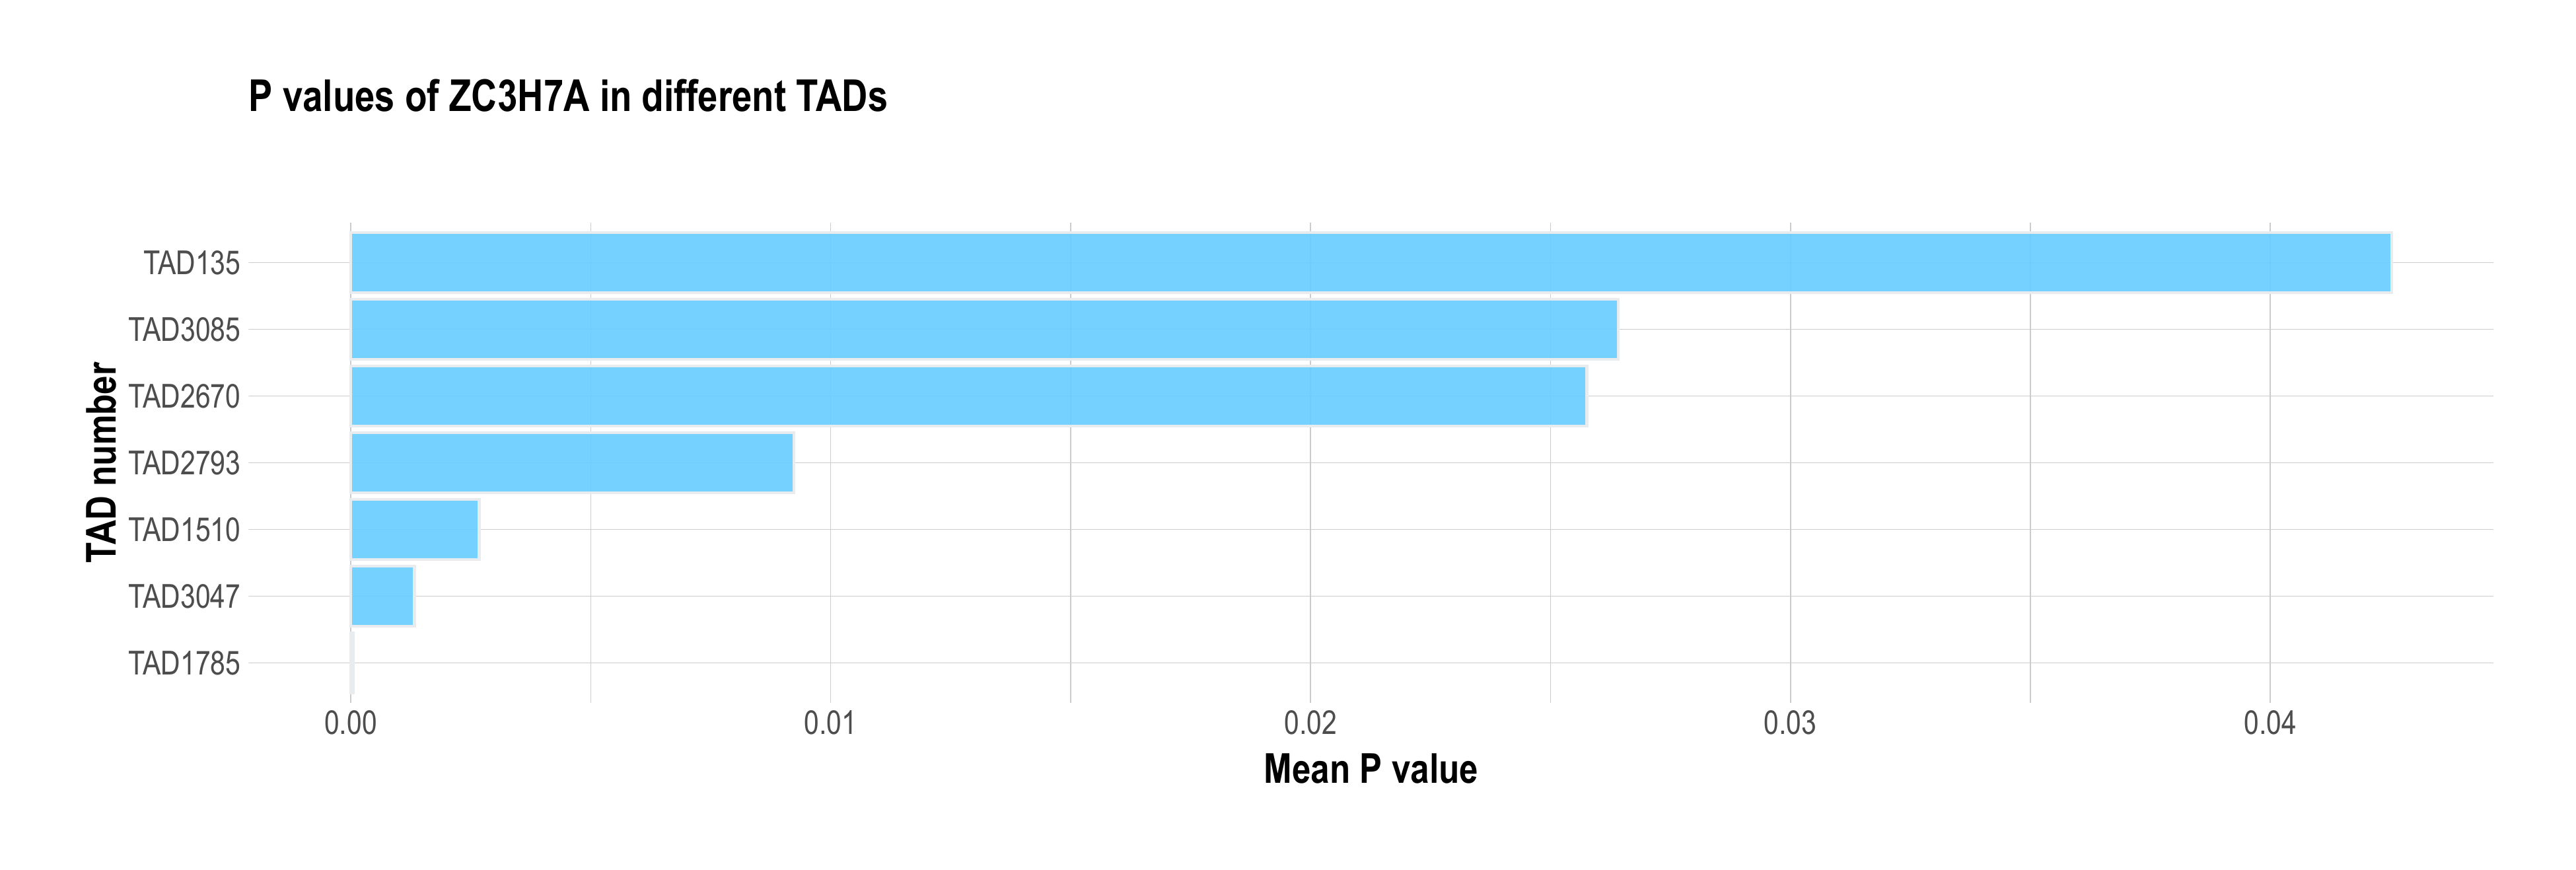 P values of ZC3H7A in different TADs
TAD number
TAD135
TAD3085
TAD2670
TAD2793
TAD1510
TAD3047
TAD1785
0.00 0.01 0.02 0.03 0.04
Mean P value